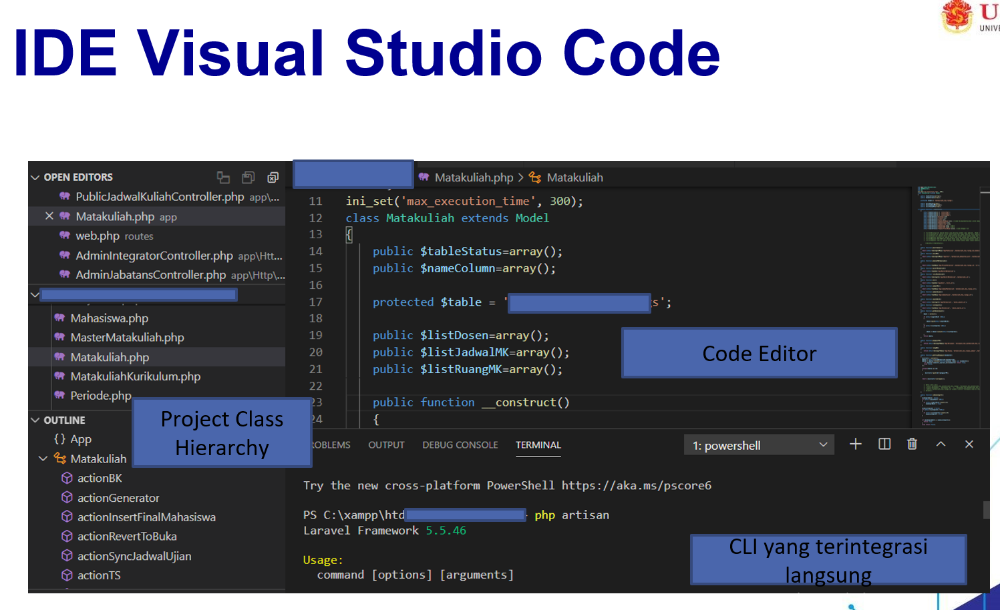 IDE Visual Studio Code
U
UNIVE
OPEN EDITORS
PublicJadwalKuliahController.php app\...
Matakuliah.php app
web.php routes
AdminIntegratorController.php app\Htt...
AdminJabatansController.php app\Http\...
Mahasiswa.php
MasterMatakuliah.php
Matakuliah.php
MatakuliahKurikulum.php
Periode.php
Project Class
Hierarchy
OUTLINE
{} App
Matakuliah
actionBK
actionGenerator
actionInsertFinalMahasiswa
actionRevertToBuka
actionSyncJadwalUjian
actionTS
Matakuliah.php > Matakuliah
11 ini_set('max_execution_time', 300);
12 class Matakuliah extends Model
13 {
14 public $tableStatus=array();
15 public $nameColumn=array();
16
17 protected $table = ' s';
18
19 public $listDosen=array();
20 public $listJadwalMK=array();
21 public $listRuangMK=array();
22
23 public function __construct()
24 {
Code Editor
ROBLEMS OUTPUT DEBUG CONSOLE TERMINAL 1: powershell
Try the new cross-platform PowerShell https://aka.ms/pscore6
PS C:\xampp\htd php artisan
Laravel Framework 5.5.46
Usage:
command [options] [arguments]
CLI yang terintegrasi
langsung